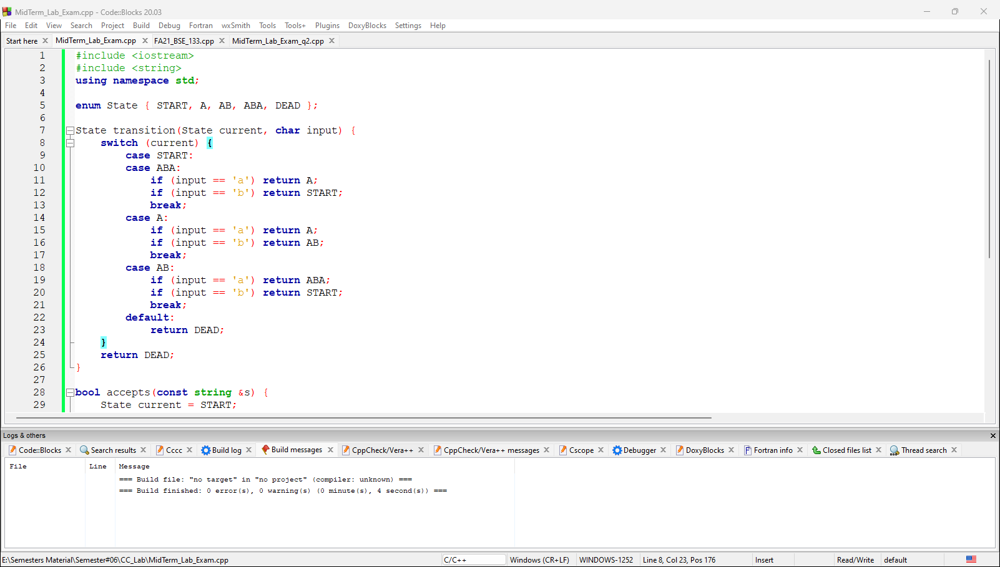 MidTerm_Lab_Exam.cpp - Code::Blocks 20.03
File Edit View Search Project Build Debug Fortran wxSmith Tools Tools+ Plugins DoxyBlocks Settings Help
Start here MidTerm_Lab_Exam.cpp FA21_BSE_133.cpp MidTerm_Lab_Exam_q2.cpp
1 #include <iostream>
2 #include <string>
3 using namespace std;
4
5 enum State { START, A, AB, ABA, DEAD };
6
7 State transition(State current, char input) {
8     switch (current) {
9         case START:
10         case ABA:
11             if (input == 'a') return A;
12             if (input == 'b') return START;
13             break;
14         case A:
15             if (input == 'a') return A;
16             if (input == 'b') return AB;
17             break;
18         case AB:
19             if (input == 'a') return ABA;
20             if (input == 'b') return START;
21             break;
22         default:
23             return DEAD;
24     }
25     return DEAD;
26 }
27
28 bool accepts(const string &s) {
29     State current = START;
Logs & others
Code::Blocks Search results Cccc Build log Build messages CppCheck/Vera++ CppCheck/Vera++ messages Cscope Debugger DoxyBlocks Fortran info Closed files list Thread search
File Line Message
=== Build file: "no target" in "no project" (compiler: unknown) ===
=== Build finished: 0 error(s), 0 warning(s) (0 minute(s), 4 second(s)) ===
E:\Semesters Material\Semester#06\CC_Lab\MidTerm_Lab_Exam.cpp C/C++ Windows (CR+LF) WINDOWS-1252 Line 8, Col 23, Pos 176 Insert Read/Write default